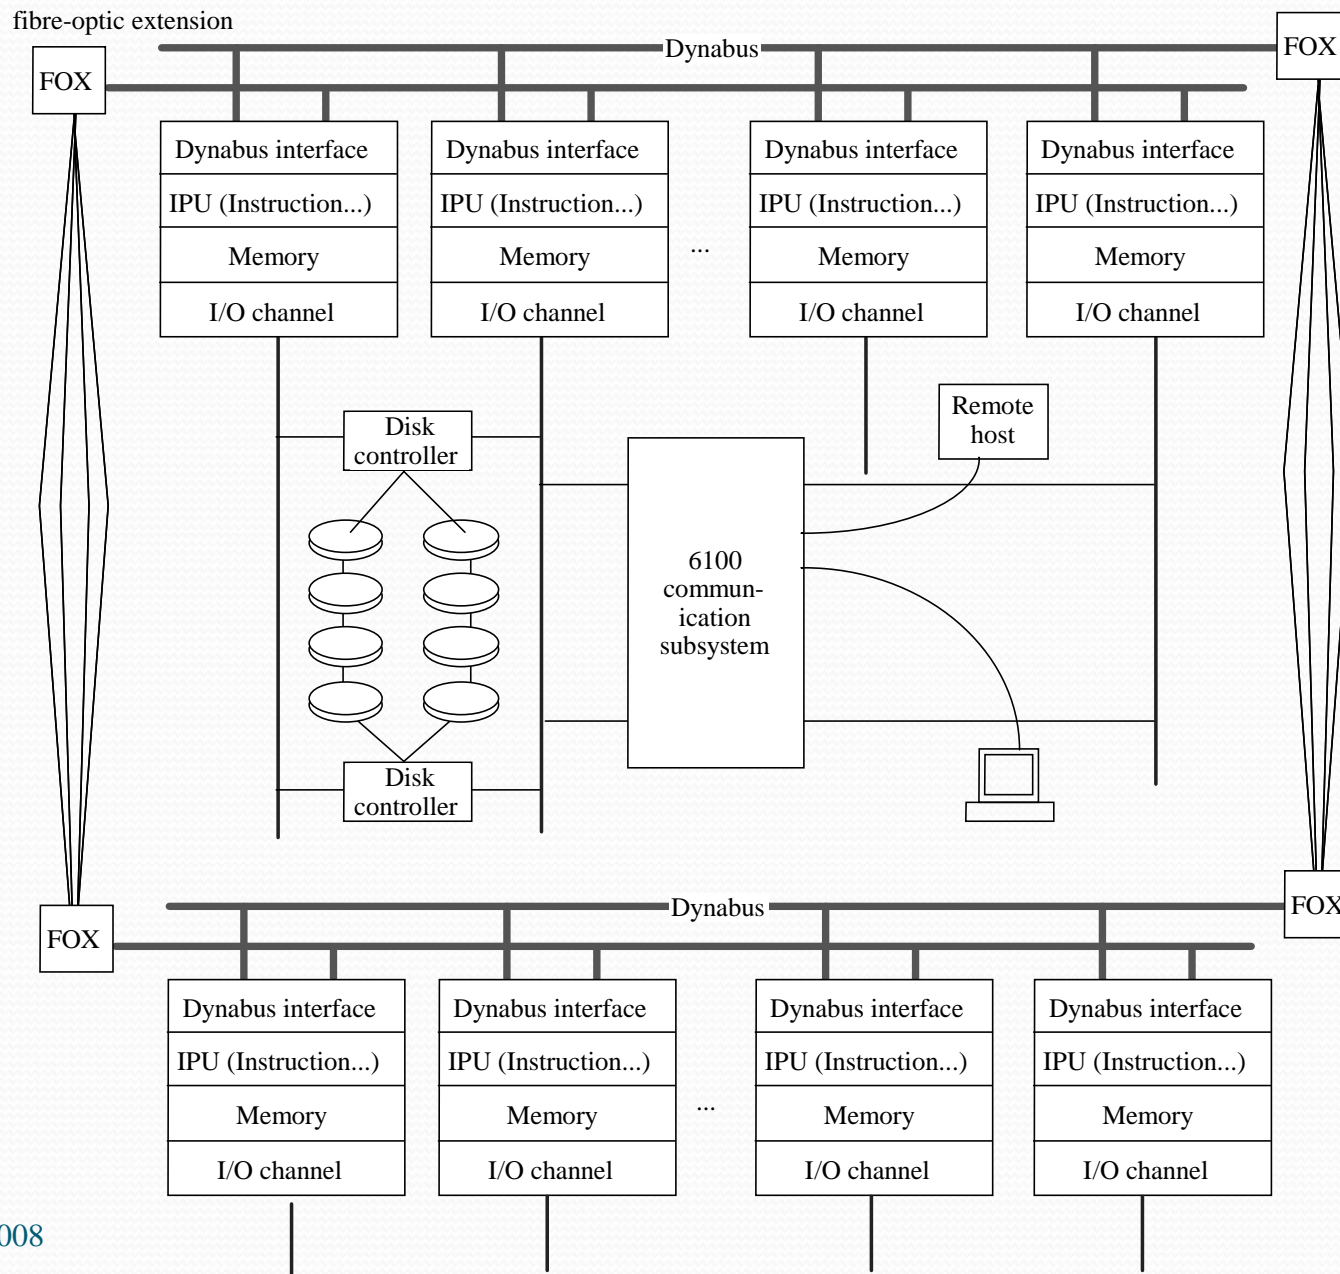 fibre-optic extension
FOX
Dynabus
FOX
Dynabus interface
IPU (Instruction...)
Memory
I/O channel
Dynabus interface
IPU (Instruction...)
Memory
I/O channel
...
Dynabus interface
IPU (Instruction...)
Memory
I/O channel
Dynabus interface
IPU (Instruction...)
Memory
I/O channel
Disk
controller
Remote
host
6100
commun-
ication
subsystem
Disk
controller
FOX
Dynabus
FOX
Dynabus interface
IPU (Instruction...)
Memory
I/O channel
Dynabus interface
IPU (Instruction...)
Memory
I/O channel
...
Dynabus interface
IPU (Instruction...)
Memory
I/O channel
Dynabus interface
IPU (Instruction...)
Memory
I/O channel
008